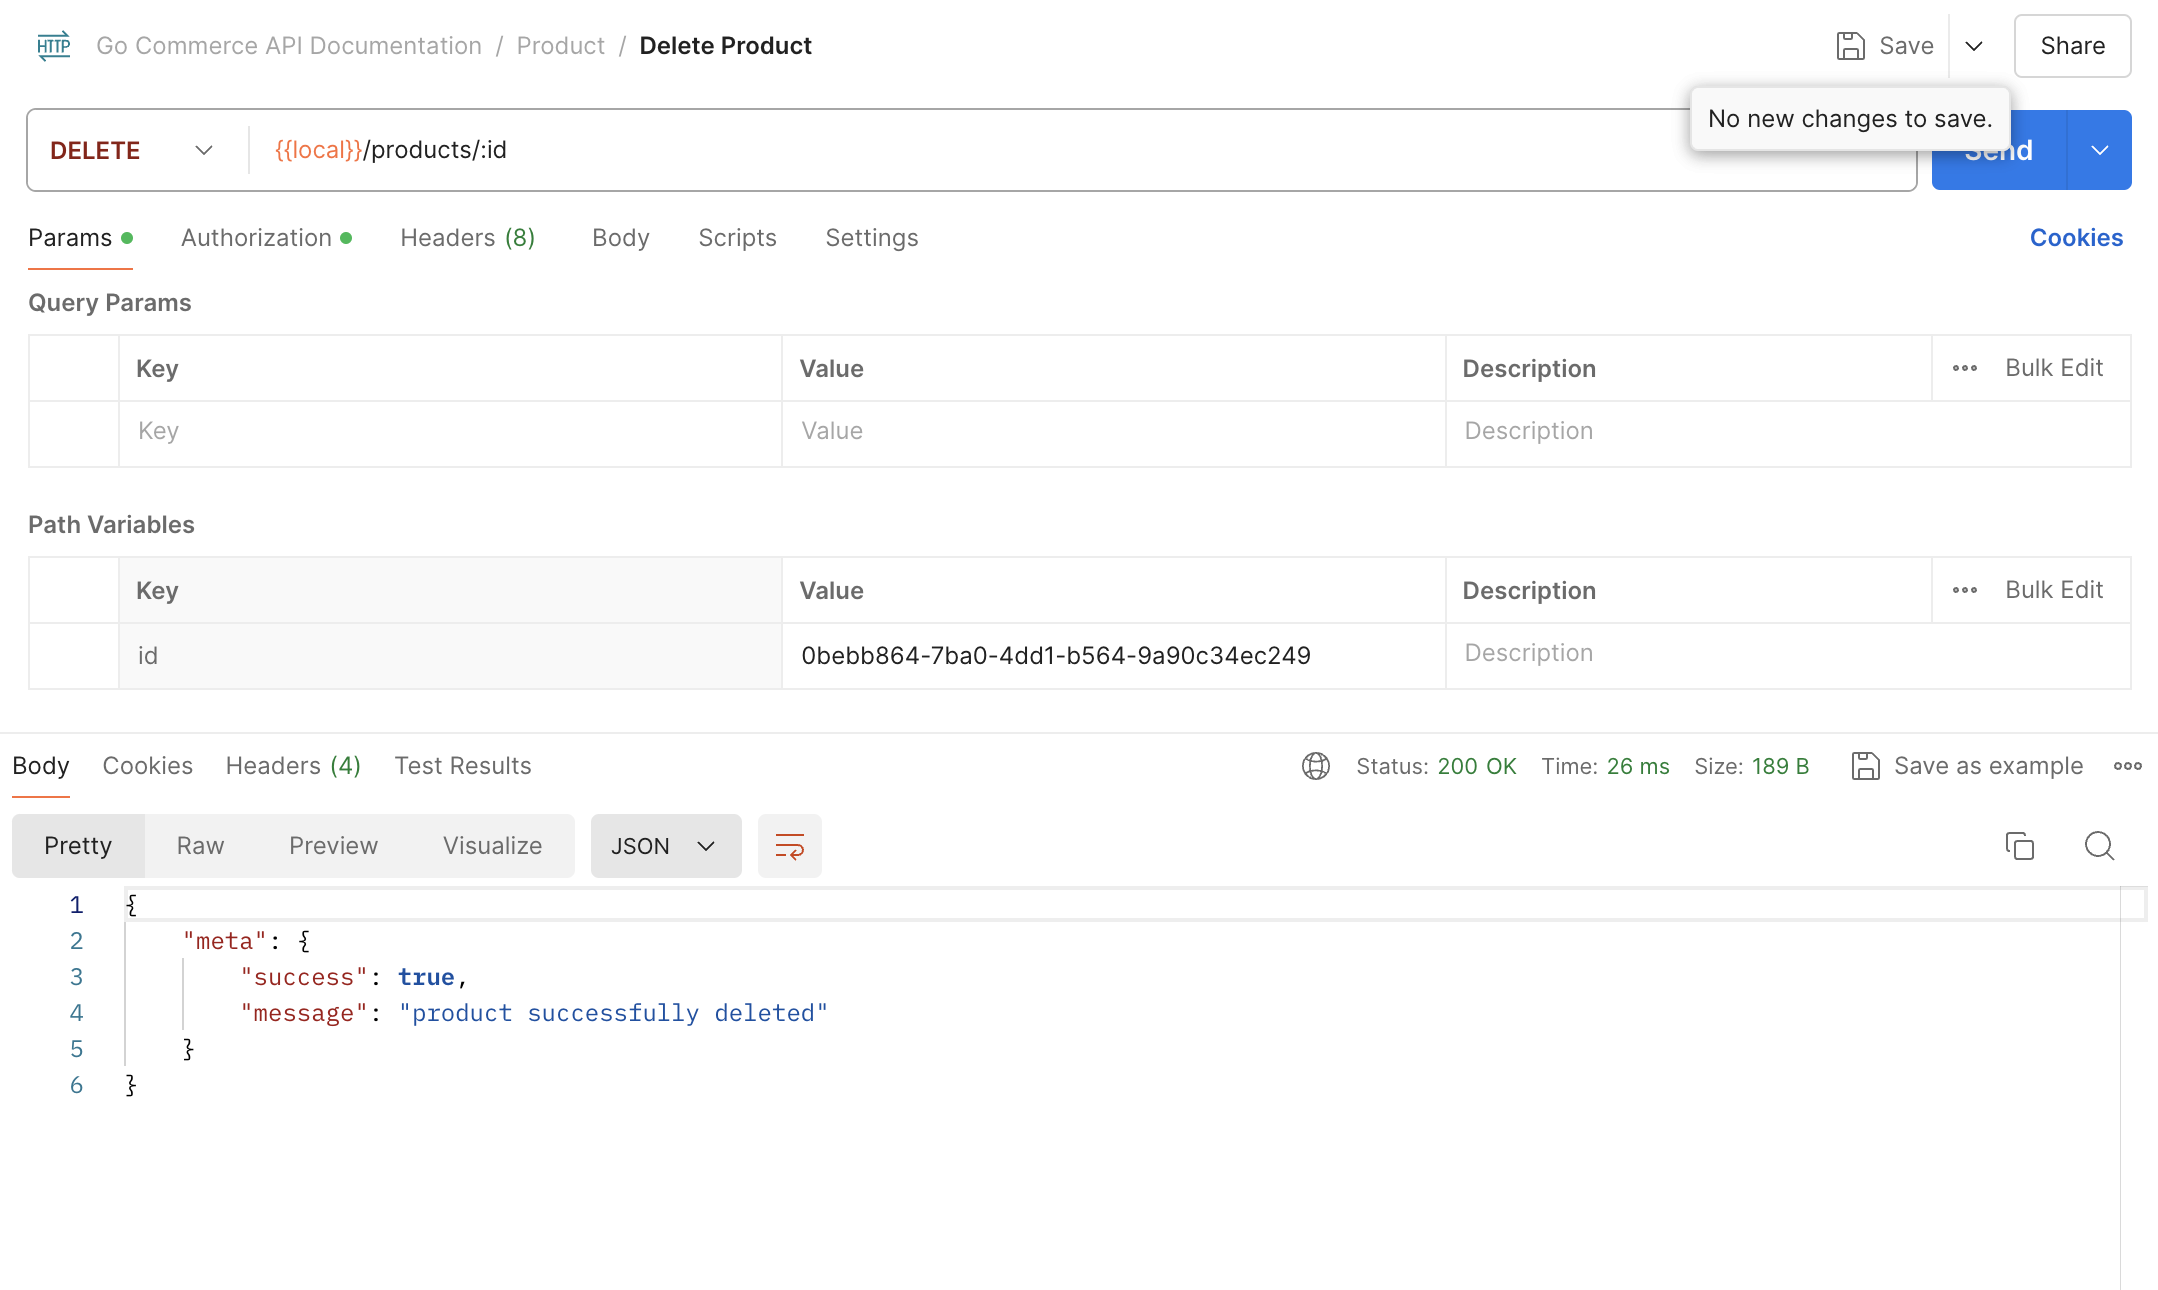 HTTP Go Commerce API Documentation / Product / Delete Product Save Share
No new changes to save.
DELETE {{local}}/products/:id Send
Params Authorization Headers (8) Body Scripts Settings Cookies
Query Params
Key Value Description Bulk Edit
Key Value Description
Path Variables
Key Value Description Bulk Edit
id 0bebb864-7ba0-4dd1-b564-9a90c34ec249 Description
Body Cookies Headers (4) Test Results Status: 200 OK Time: 26 ms Size: 189 B Save as example
Pretty Raw Preview Visualize JSON
1 {
2 "meta": {
3 "success": true,
4 "message": "product successfully deleted"
5 }
6 }